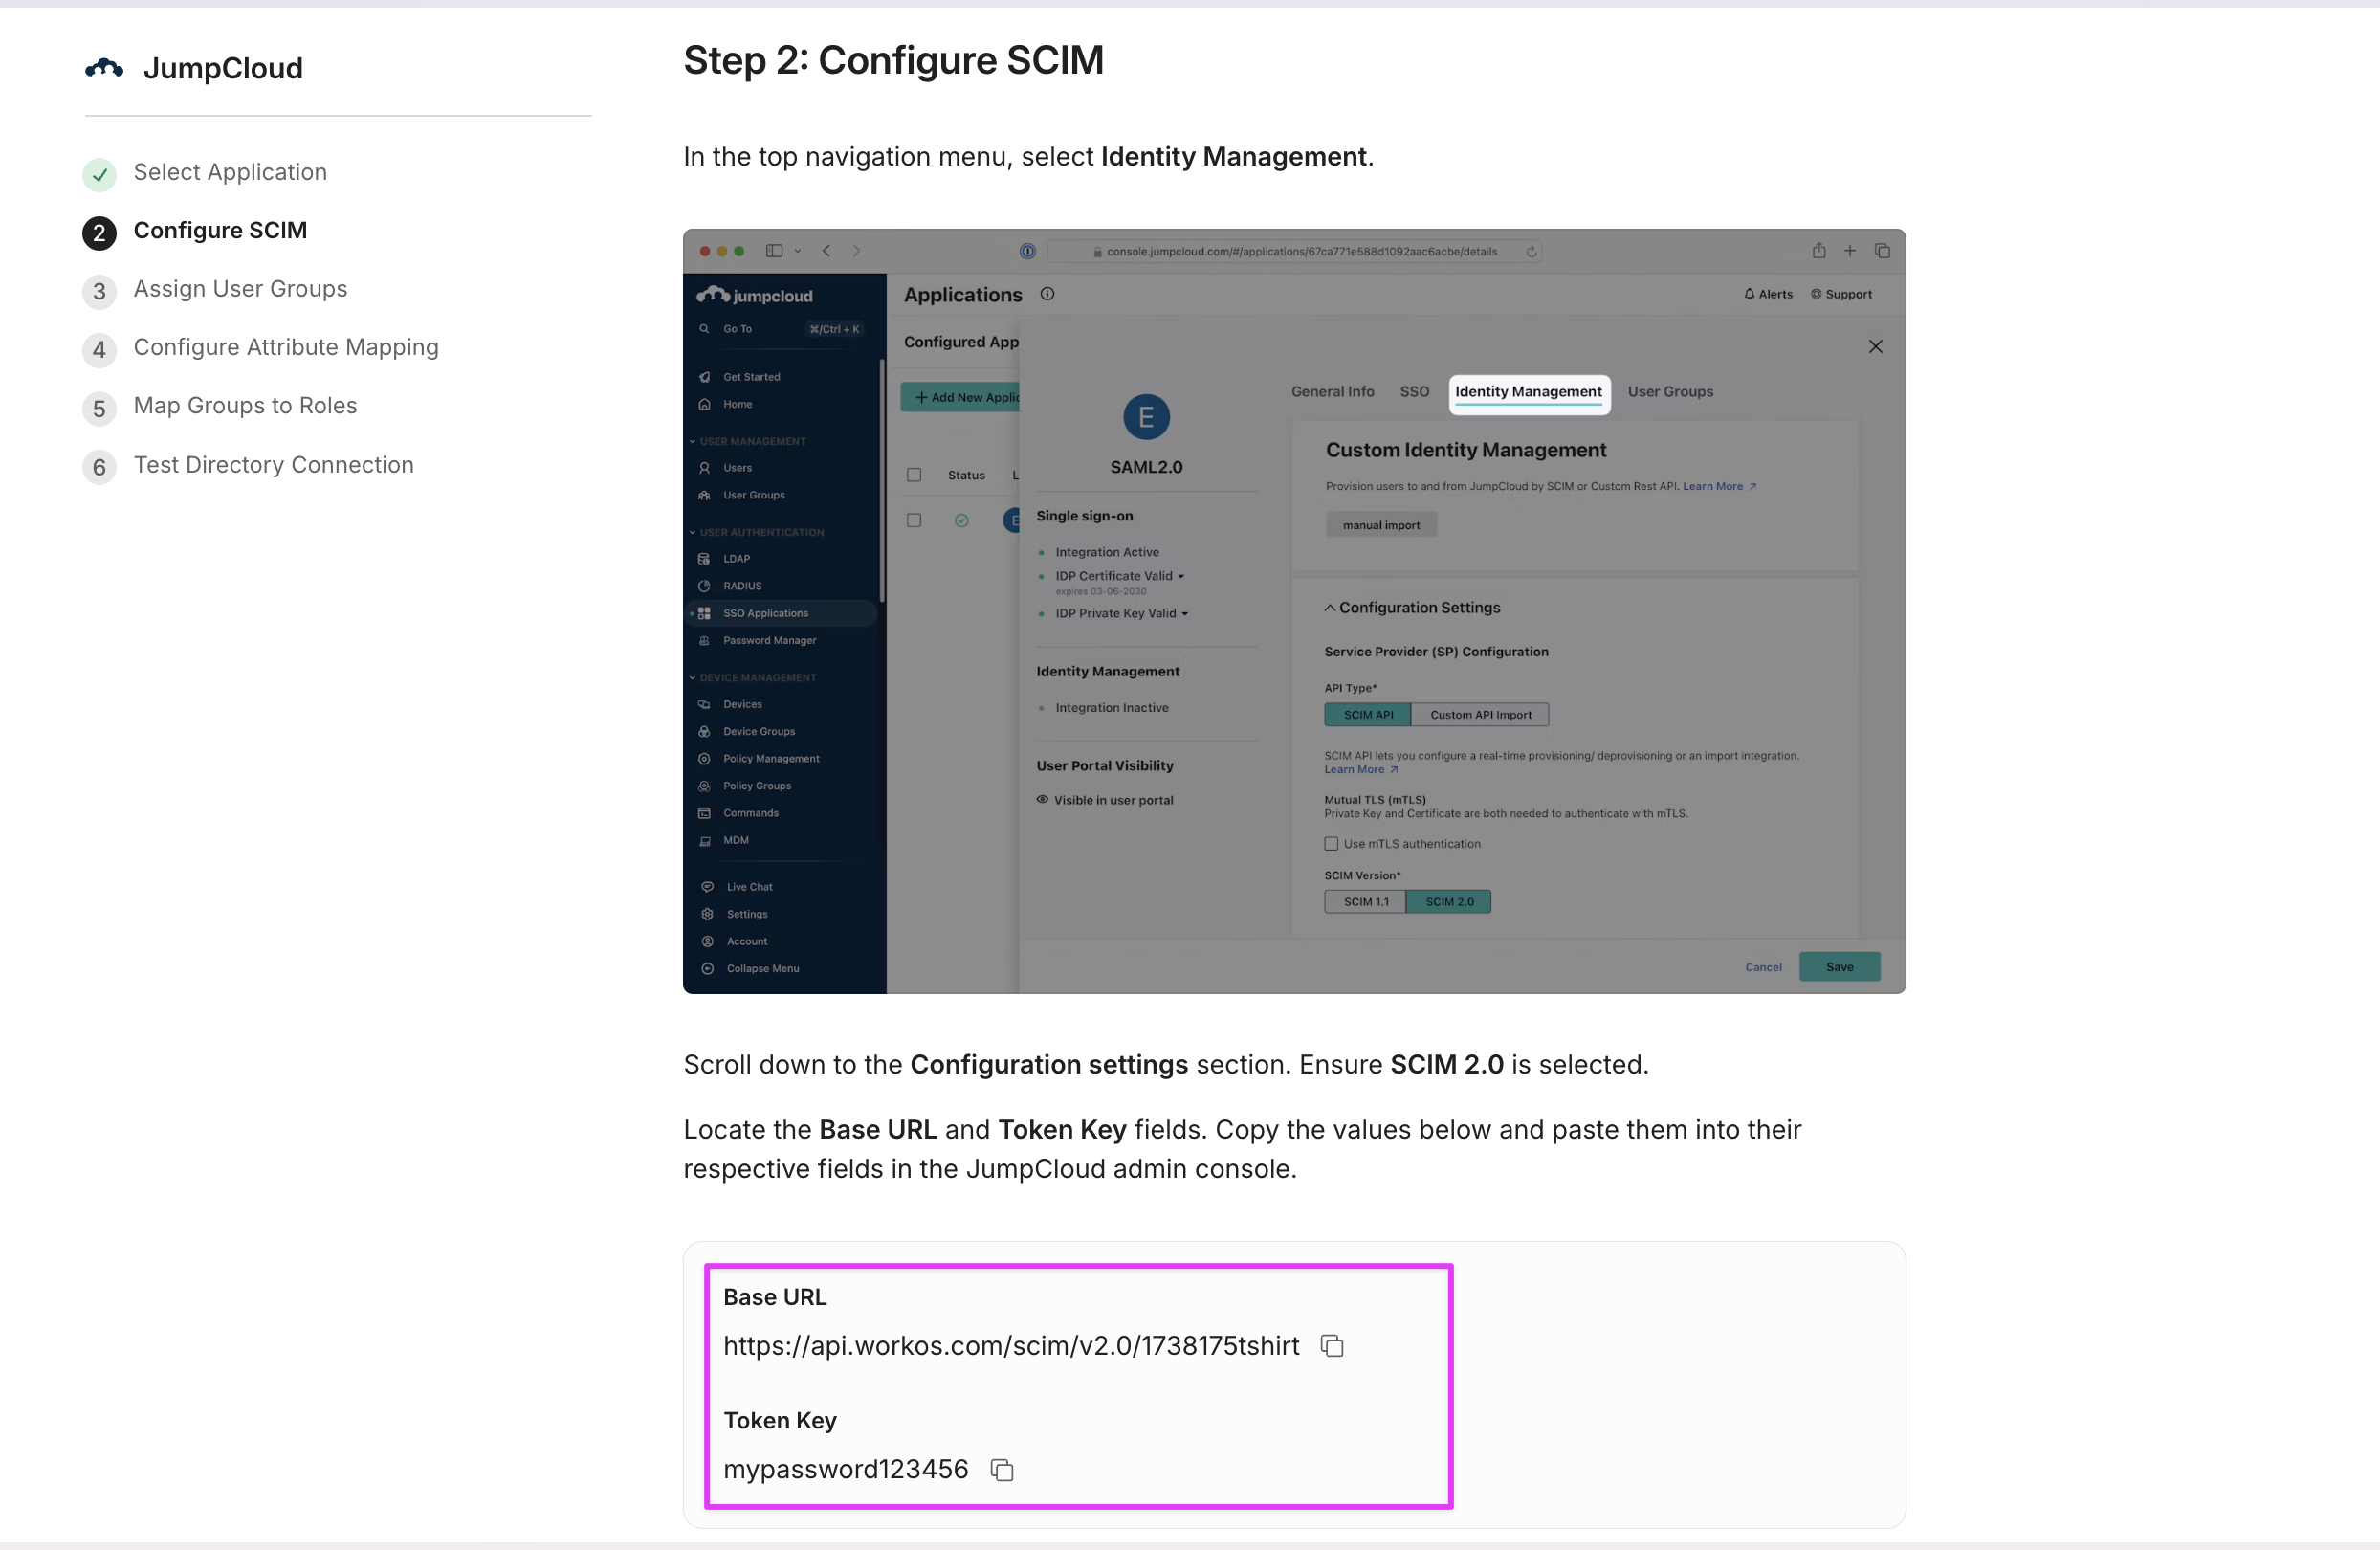 JumpCloud
Select Application
2 Configure SCIM
3 Assign User Groups
4 Configure Attribute Mapping
5 Map Groups to Roles
6 Test Directory Connection
Step 2: Configure SCIM
In the top navigation menu, select Identity Management.
console.jumpcloud.com/#/applications/67ca771e588d1092aac6acbe/details
jumpcloud
Go To ⌘/Ctrl + K
Get Started
Home
USER MANAGEMENT
Users
User Groups
USER AUTHENTICATION
LDAP
RADIUS
SSO Applications
Password Manager
DEVICE MANAGEMENT
Devices
Device Groups
Policy Management
Policy Groups
Commands
MDM
Live Chat
Settings
Account
Collapse Menu
Applications
Alerts Support
Configured App
+ Add New Applic
Status L
E
E
SAML2.0
Single sign-on
Integration Active
IDP Certificate Valid
expires 03-06-2030
IDP Private Key Valid
Identity Management
Integration Inactive
User Portal Visibility
Visible in user portal
General Info SSO Identity Management User Groups
Custom Identity Management
Provision users to and from JumpCloud by SCIM or Custom Rest API. Learn More
manual import
Configuration Settings
Service Provider (SP) Configuration
API Type*
SCIM API Custom API Import
SCIM API lets you configure a real-time provisioning/ deprovisioning or an import integration.
Learn More
Mutual TLS (mTLS)
Private Key and Certificate are both needed to authenticate with mTLS.
Use mTLS authentication
SCIM Version*
SCIM 1.1 SCIM 2.0
Cancel Save
Scroll down to the Configuration settings section. Ensure SCIM 2.0 is selected.
Locate the Base URL and Token Key fields. Copy the values below and paste them into their
respective fields in the JumpCloud admin console.
Base URL
https://api.workos.com/scim/v2.0/1738175tshirt
Token Key
mypassword123456